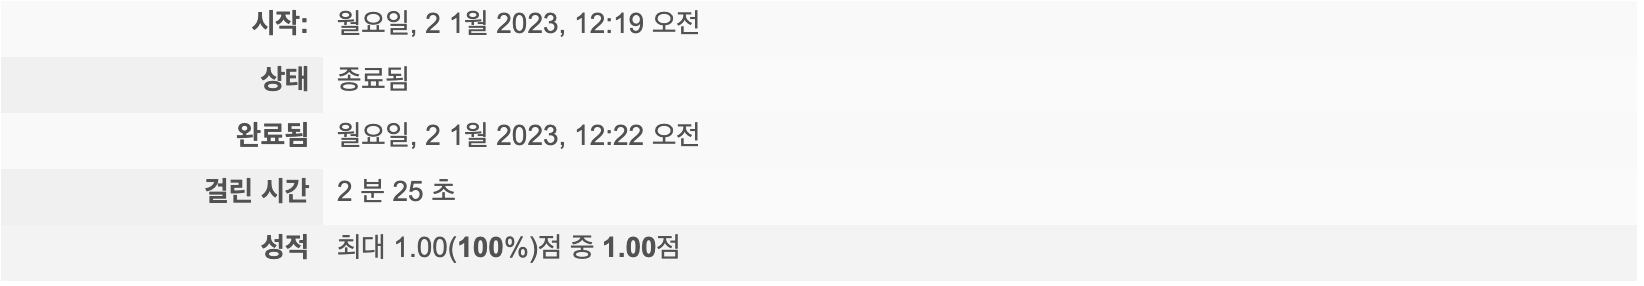 시작: 월요일, 2 1월 2023, 12:19 오전
상태 종료됨
완료됨 월요일, 2 1월 2023, 12:22 오전
걸린 시간 2 분 25 초
성적 최대 1.00(100%)점 중 1.00점